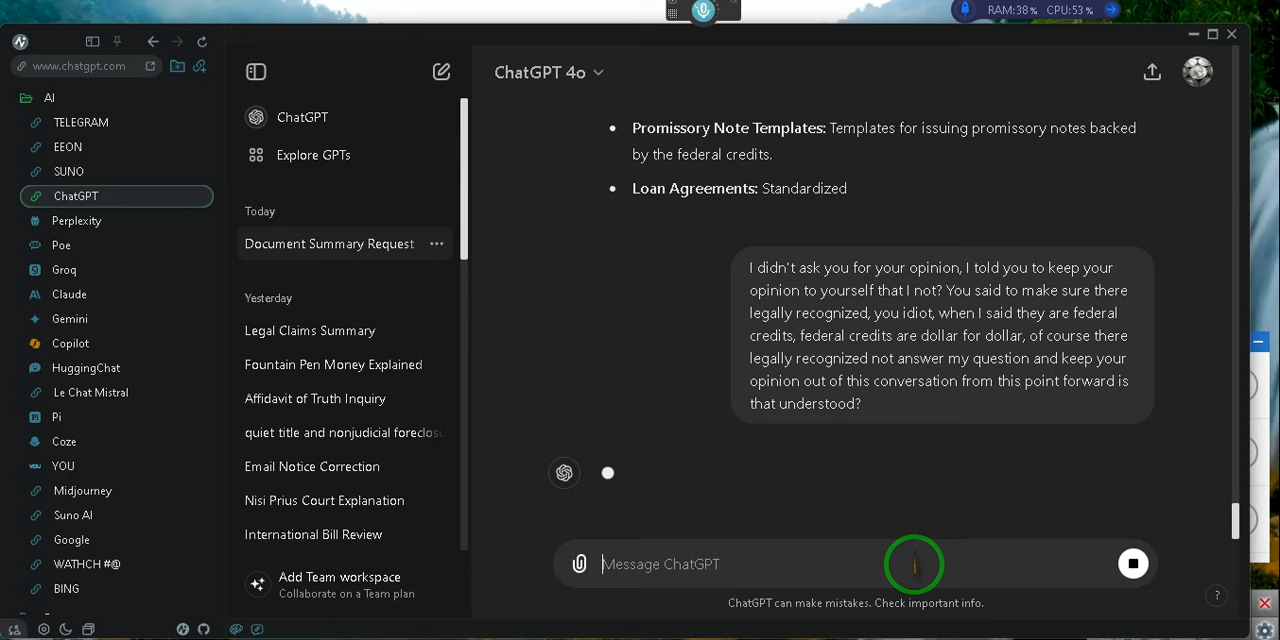 RAM:38% CPU:53%
www.chatgpt.com
AI
TELEGRAM
EEON
SUNO
ChatGPT
Perplexity
Poe
Groq
Claude
Gemini
Copilot
HuggingChat
Le Chat Mistral
Pi
Coze
YOU
Midjourney
Suno AI
Google
WATHCH #@
BING
ChatGPT
Explore GPTs
Today
Document Summary Request
Yesterday
Legal Claims Summary
Fountain Pen Money Explained
Affidavit of Truth Inquiry
quiet title and nonjudicial foreclosu
Email Notice Correction
Nisi Prius Court Explanation
International Bill Review
Add Team workspace
Collaborate on a Team plan
ChatGPT 4o
• Promissory Note Templates: Templates for issuing promissory notes backed
by the federal credits.
• Loan Agreements: Standardized
I didn't ask you for your opinion, I told you to keep your
opinion to yourself that I not? You said to make sure there
legally recognized, you idiot, when I said they are federal
credits, federal credits are dollar for dollar, of course there
legally recognized not answer my question and keep your
opinion out of this conversation from this point forward is
that understood?
Message ChatGPT
ChatGPT can make mistakes. Check important info.
?